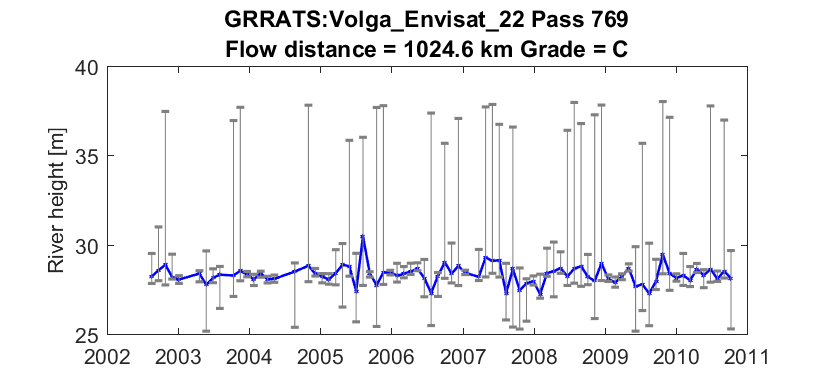 GRRATS:Volga_Envisat_22 Pass 769
Flow distance = 1024.6 km Grade = C
River height [m]
40
35
30
25
2002 2003 2004 2005 2006 2007 2008 2009 2010 2011